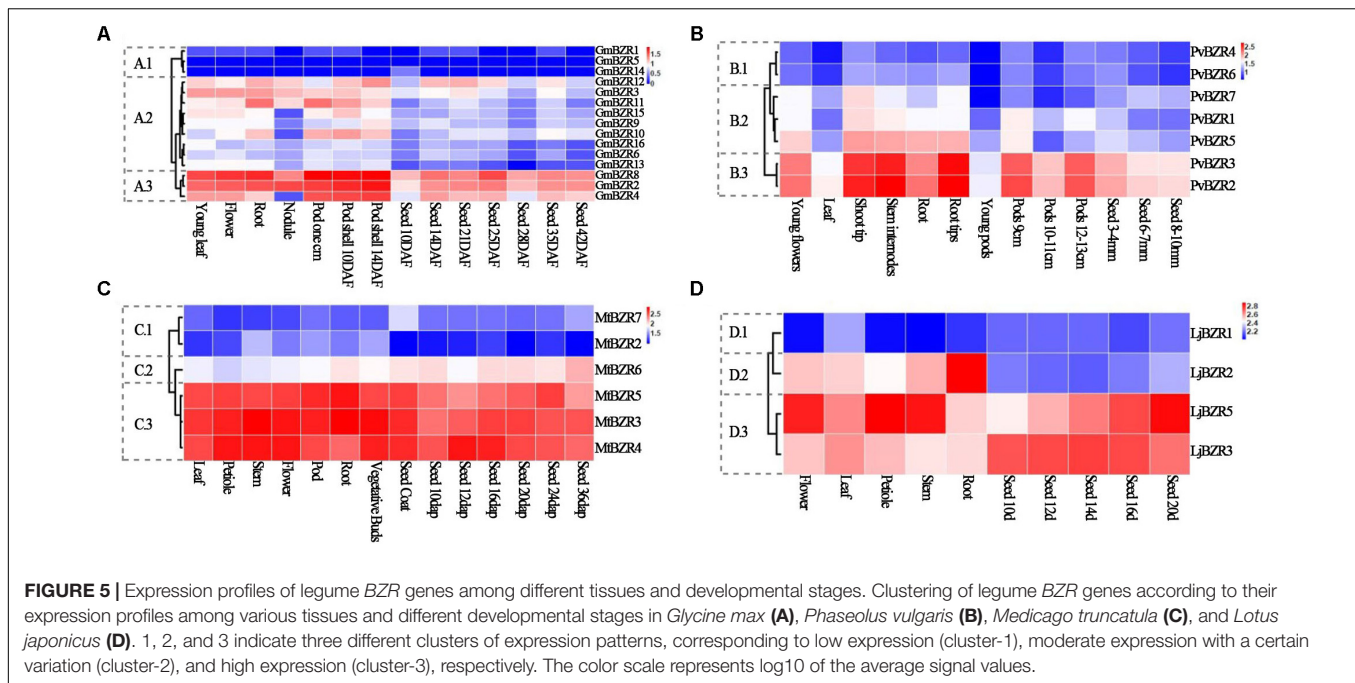 A
A.1
A.2
A.3
GmBZR1
GmBZR5
GmBZR14
GmBZR12
GmBZR3
GmBZR11
GmBZR15
GmBZR9
GmBZR10
GmBZR16
GmBZR6
GmBZR13
GmBZR8
GmBZR2
GmBZR4
1.5
1
0.5
0
Young leaf
Flower
Root
Nodule
Pod one cm
Pod shell 10DAF
Pod shell 14DAF
Seed 10DAF
Seed 14DAF
Seed 21DAF
Seed 25DAF
Seed 28DAF
Seed 35DAF
Seed 42DAF
B
B.1
B.2
B.3
PvBZR4
PvBZR6
PvBZR7
PvBZR1
PvBZR5
PvBZR3
PvBZR2
2.5
2
1.5
1
Young flowers
Leaf
Shoot tip
Stem internodes
Root
Root tips
Young pods
Pods 9cm
Pods 10-11cm
Pods 12-13cm
Seed 3-4mm
Seed 6-7mm
Seed 8-10mm
C
C.1
C.2
C.3
MtBZR7
MtBZR2
MtBZR6
MtBZR5
MtBZR3
MtBZR4
2.5
2
1.5
Leaf
Petiole
Stem
Flower
Pod
Root
Vegetative Buds
Seed Coat
Seed 10dap
Seed 12dap
Seed 16dap
Seed 20dap
Seed 24dap
Seed 36dap
D
D.1
D.2
D.3
LjBZR1
LjBZR2
LjBZR5
LjBZR3
2.8
2.6
2.4
2.2
Flower
Leaf
Petiole
Stem
Root
Seed 10d
Seed 12d
Seed 14d
Seed 16d
Seed 20d
FIGURE 5 | Expression profiles of legume BZR genes among different tissues and developmental stages. Clustering of legume BZR genes according to their
expression profiles among various tissues and different developmental stages in Glycine max (A), Phaseolus vulgaris (B), Medicago truncatula (C), and Lotus
japonicus (D). 1, 2, and 3 indicate three different clusters of expression patterns, corresponding to low expression (cluster-1), moderate expression with a certain
variation (cluster-2), and high expression (cluster-3), respectively. The color scale represents log10 of the average signal values.